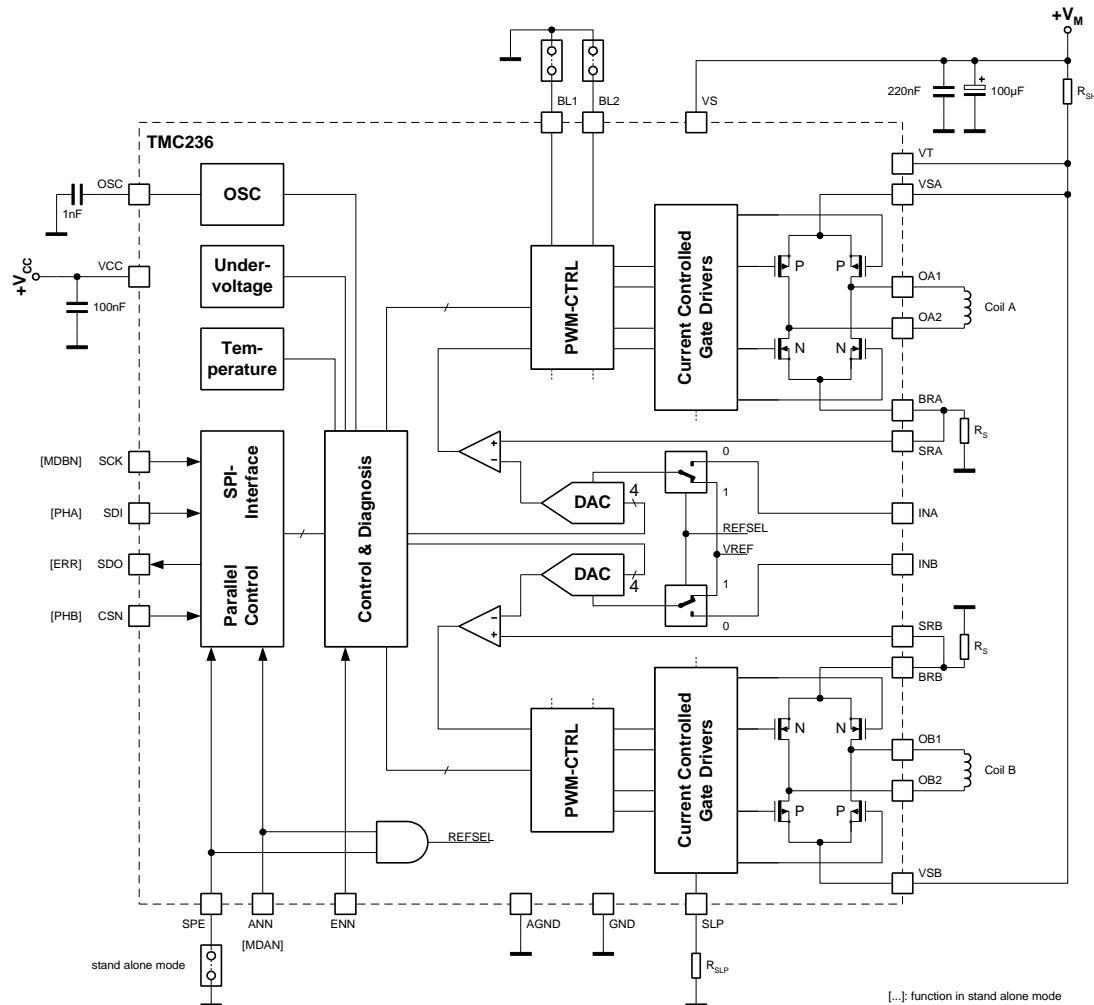 +VM
220nF
+
100µF
RSH
BL1
BL2
VS
TMC236
VT
OSC
1nF
OSC
VSA
+VCC
VCC
100nF
Under-
voltage
PWM-CTRL
Current Controlled
Gate Drivers
P
P
OA1
Coil A
OA2
Tem-
perature
N
N
BRA
RS
SRA
[MDBN]
SCK
SPI-
Interface
Parallel
Control
Control & Diagnosis
+
−
DAC
4
0
1
INA
[PHA]
SDI
REFSEL
VREF
[ERR]
SDO
DAC
4
1
0
INB
[PHB]
CSN
−
+
SRB
RS
BRB
PWM-CTRL
Current Controlled
Gate Drivers
N
N
OB1
Coil B
OB2
P
P
REFSEL
VSB
SPE
ANN
[MDAN]
ENN
AGND
GND
SLP
stand alone mode
RSLP
[...]: function in stand alone mode